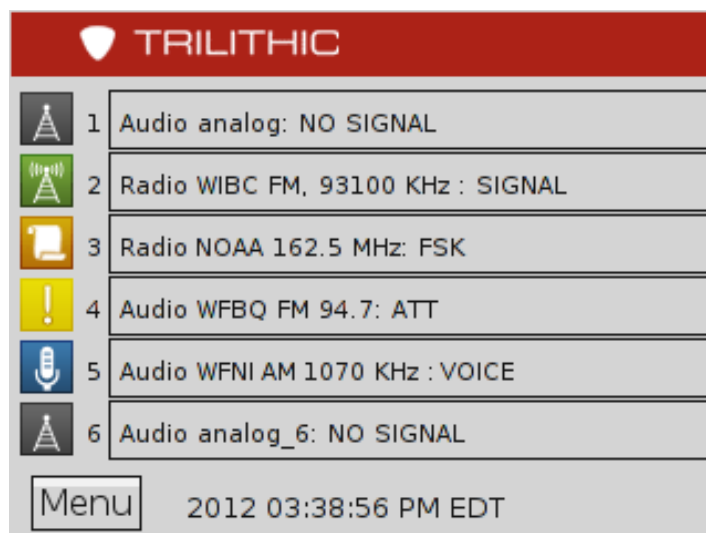 TRILITHIC
1 Audio analog: NO SIGNAL
2 Radio WIBC FM, 93100 KHz : SIGNAL
3 Radio NOAA 162.5 MHz: FSK
4 Audio WFBQ FM 94.7: ATT
5 Audio WFNI AM 1070 KHz : VOICE
6 Audio analog_6: NO SIGNAL
Menu 2012 03:38:56 PM EDT